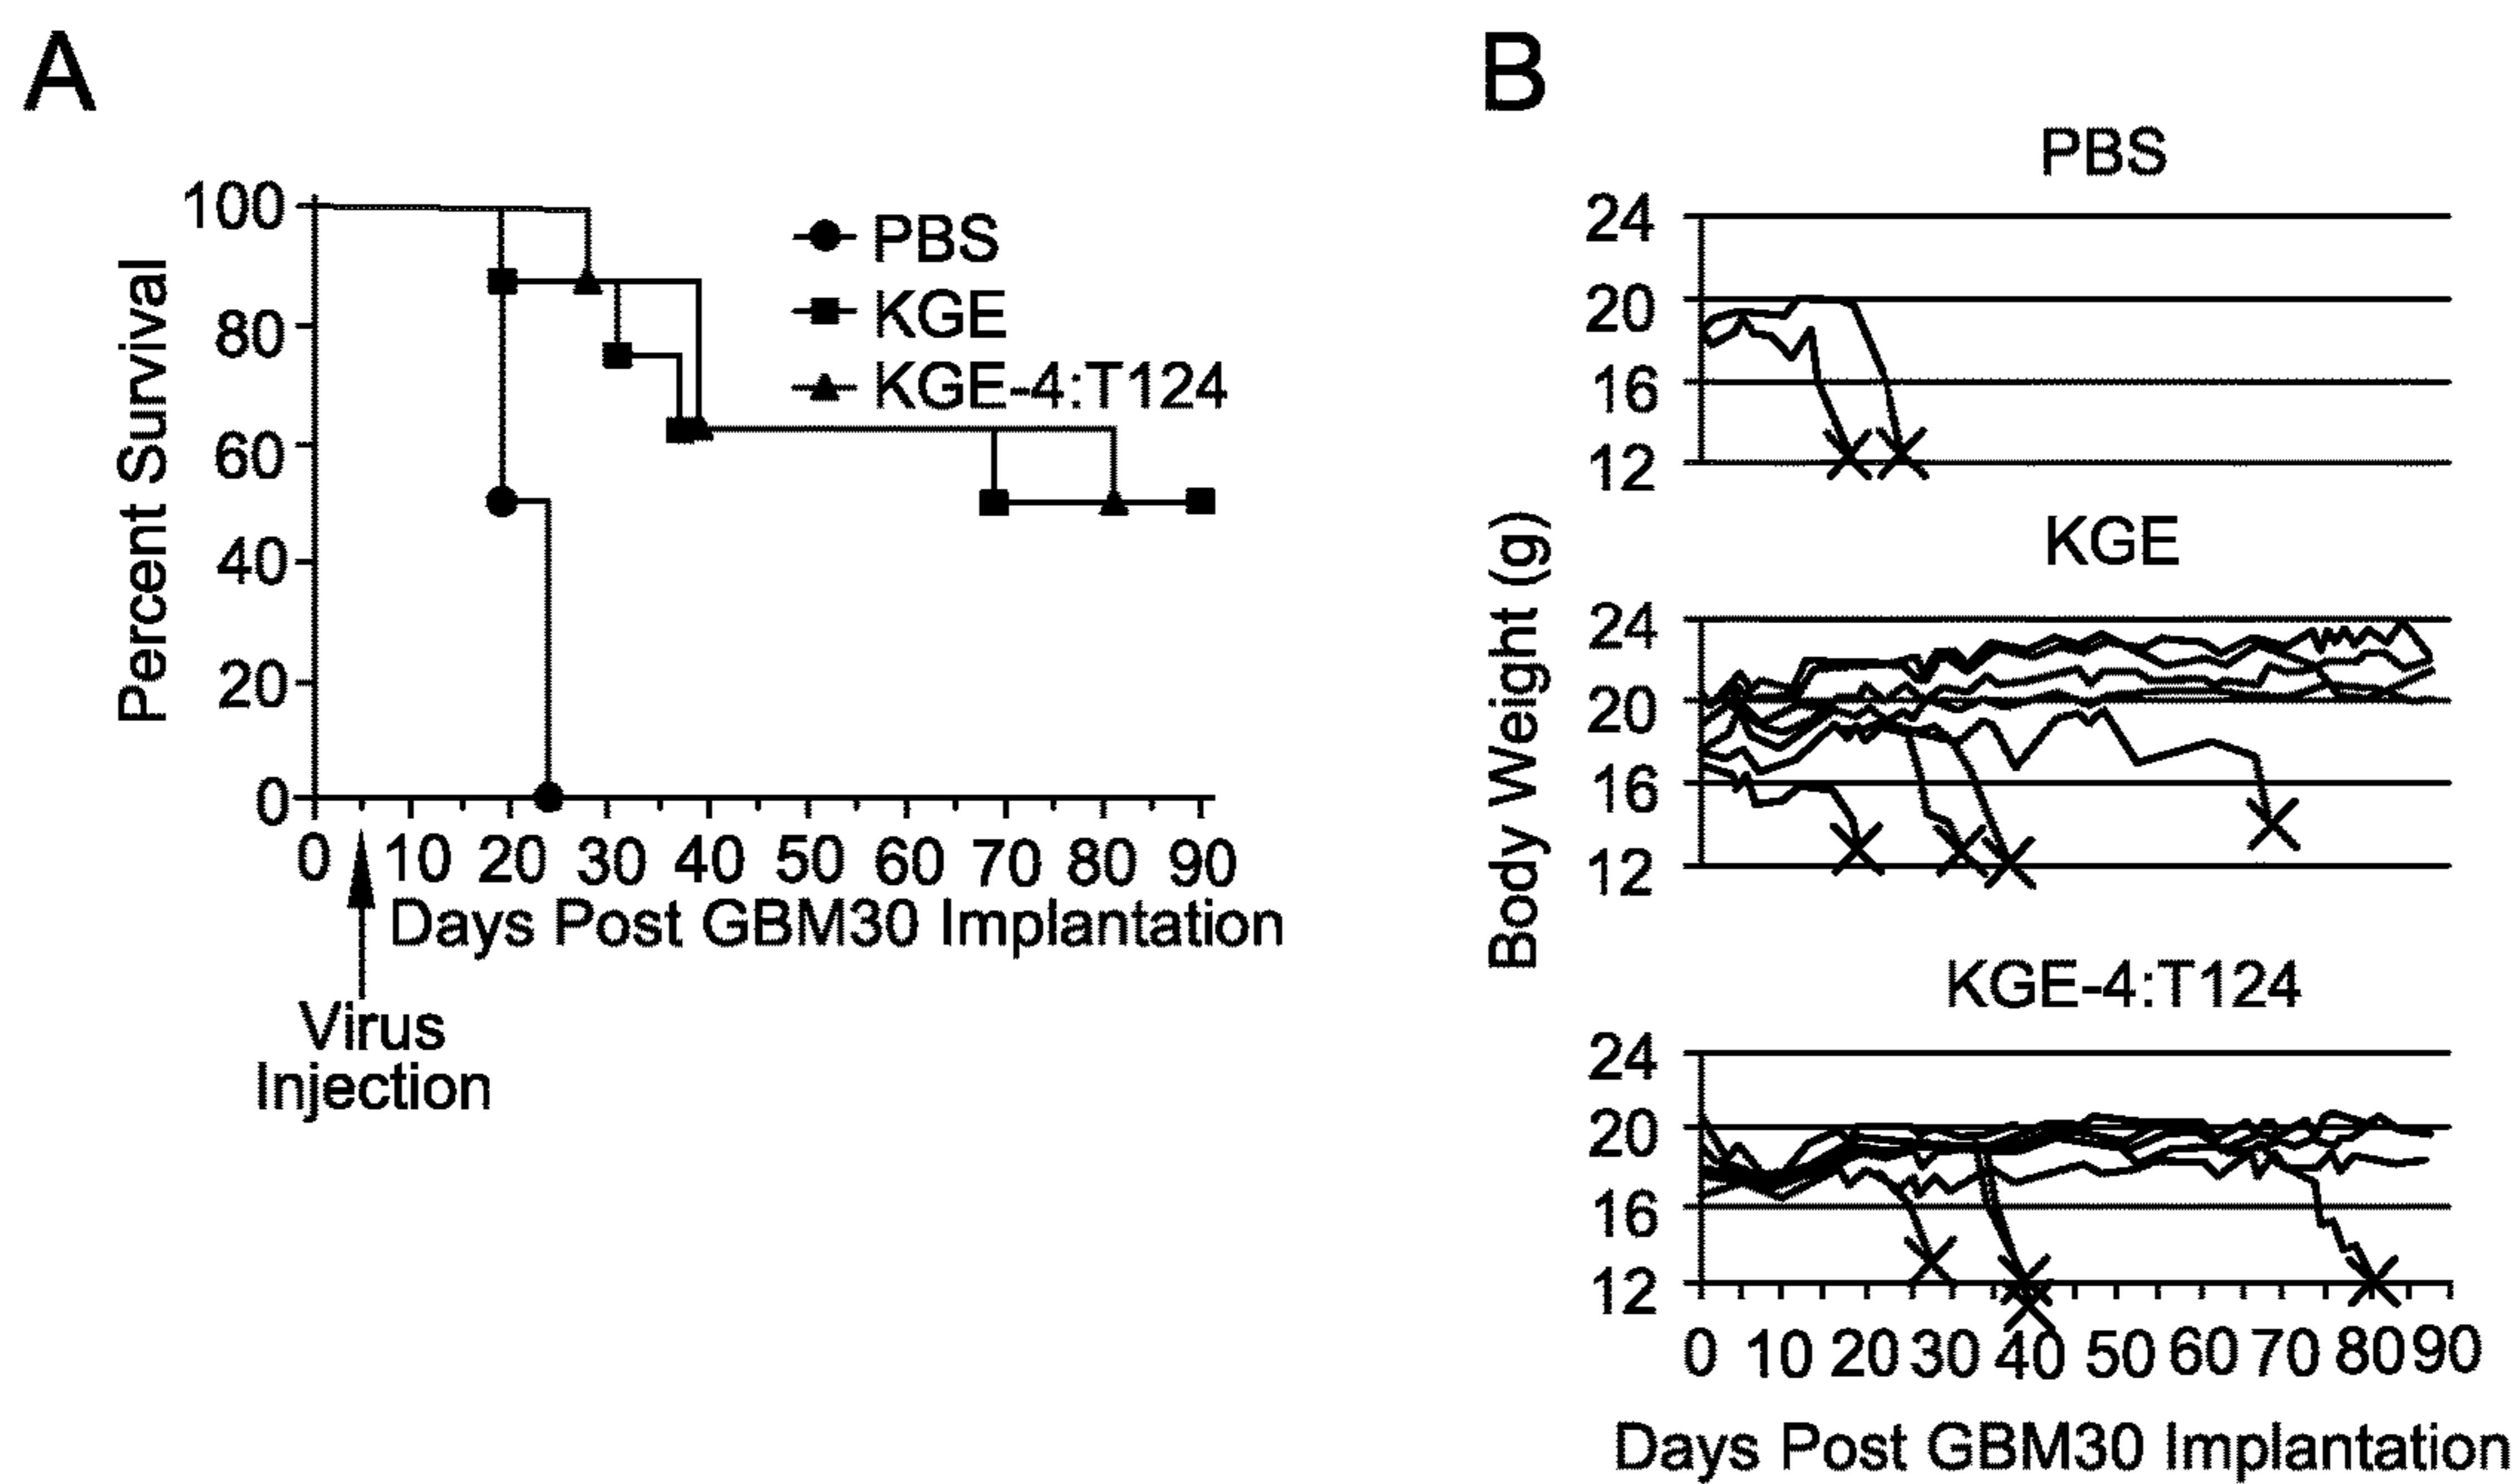 A
100
80
60
40
20
0
Percent Survival
PBS
KGE
KGE-4:T124
0 10 20 30 40 50 60 70 80 90
Days Post GBM30 Implantation
Virus
Injection
B
Body Weight (g)
PBS
24
20
16
12
KGE
24
20
16
12
KGE-4:T124
24
20
16
12
0 10 20 30 40 50 60 70 80 90
Days Post GBM30 Implantation